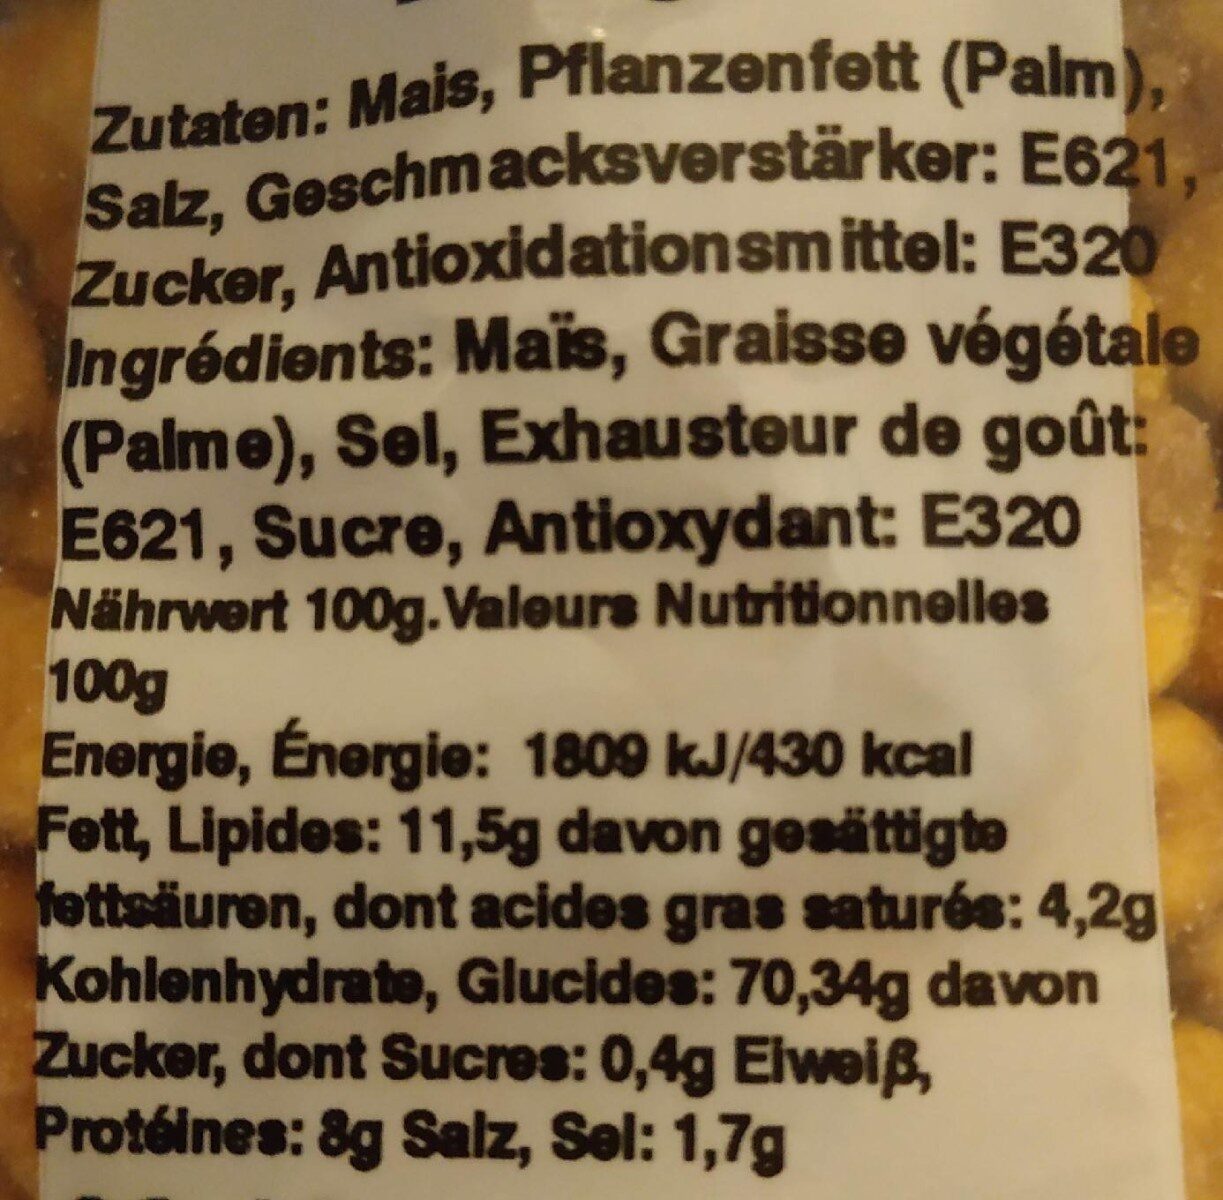 Zutaten: Mais, Pflanzenfett (Palm),
Salz, Geschmacksverstärker: E621,
Zucker, Antioxidationsmittel: E320
Ingrédients: Maïs, Graisse végétale
(Palme), Sel, Exhausteur de goût:
E621, Sucre, Antioxydant: E320
Nährwert 100g.Valeurs Nutritionnelles
100g
Energie, Énergie: 1809 kJ/430 kcal
Fett, Lipides: 11,5g davon gesättigte
fettsäuren, dont acides gras saturés: 4,2g
Kohlenhydrate, Glucides: 70,34g davon
Zucker, dont Sucres: 0,4g Eiweiß,
Protéines: 8g Salz, Sel: 1,7g